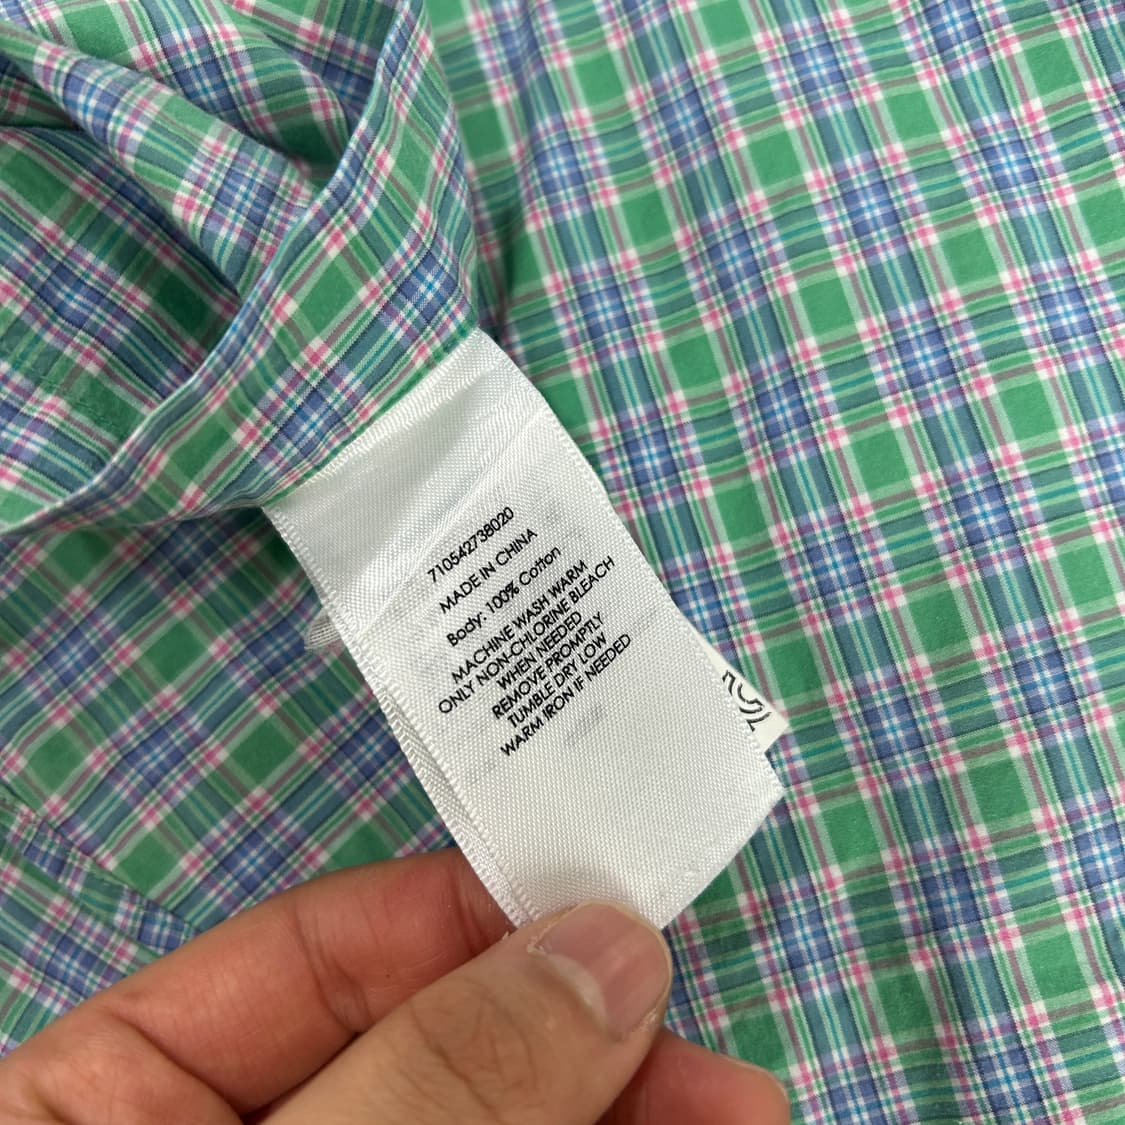 710542738020
MADE IN CHINA
Body: 100% Cotton
MACHINE WASH WARM
ONLY NON-CHLORINE BLEACH
WHEN NEEDED
REMOVE PROMPTLY
TUMBLE DRY LOW
WARM IRON IF NEEDED